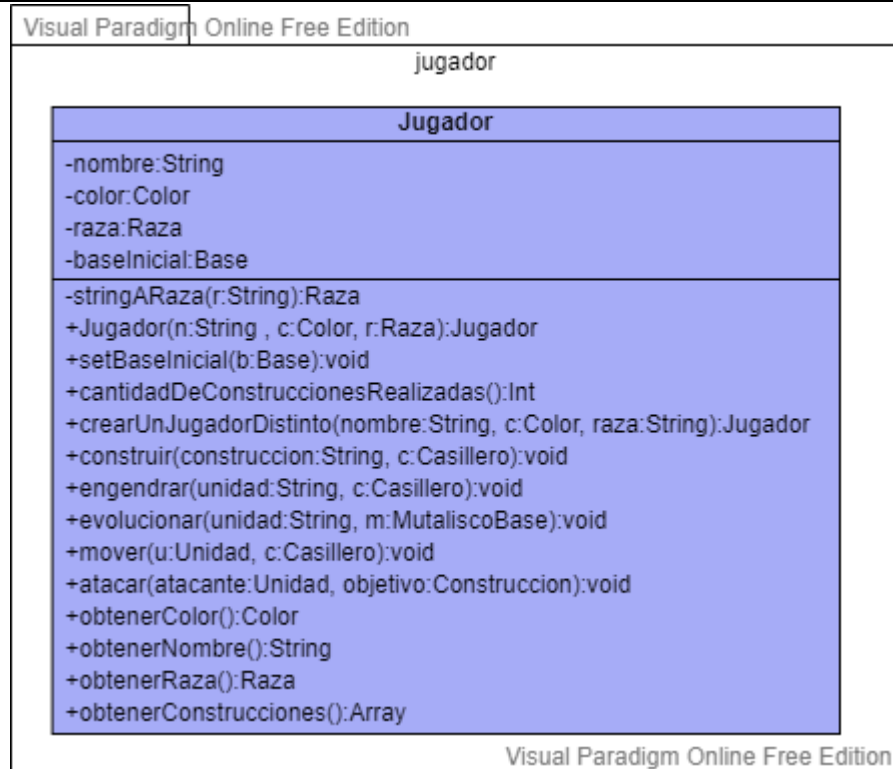 Visual Paradigm Online Free Edition
jugador
Jugador
-nombre:String
-color:Color
-raza:Raza
-baseInicial:Base
-stringARaza(r:String):Raza
+Jugador(n:String , c:Color, r:Raza):Jugador
+setBaseInicial(b:Base):void
+cantidadDeConstruccionesRealizadas():Int
+crearUnJugadorDistinto(nombre:String, c:Color, raza:String):Jugador
+construir(construccion:String, c:Casillero):void
+engendrar(unidad:String, c:Casillero):void
+evolucionar(unidad:String, m:MutaliscoBase):void
+mover(u:Unidad, c:Casillero):void
+atacar(atacante:Unidad, objetivo:Construccion):void
+obtenerColor():Color
+obtenerNombre():String
+obtenerRaza():Raza
+obtenerConstrucciones():Array
Visual Paradigm Online Free Edition